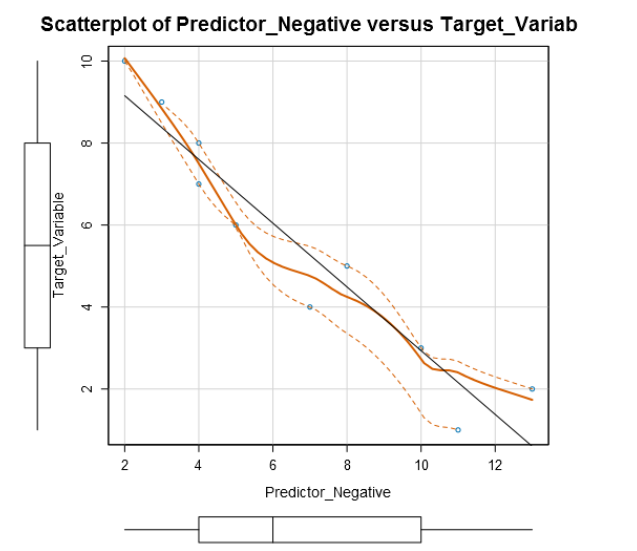 Scatterplot of Predictor_Negative versus Target_Variab
10
8
6
4
2
Target_Variable
2 4 6 8 10 12
Predictor_Negative